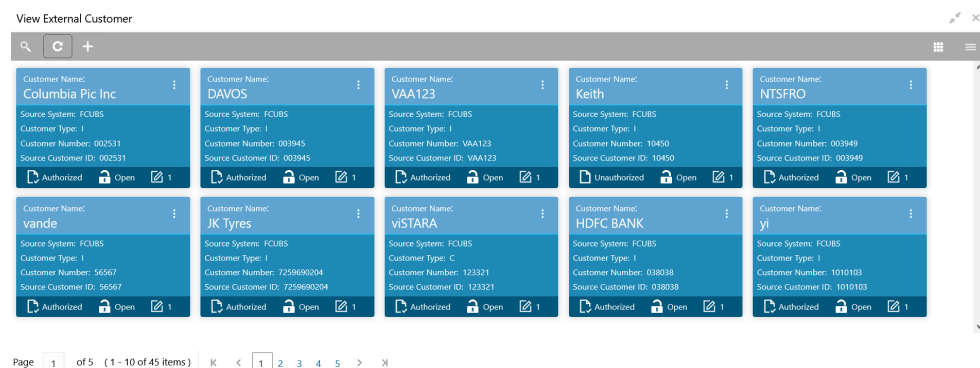 View External Customer
Customer Name:
Columbia Pic Inc
Source System: FCUBS
Customer Type: I
Customer Number: 002531
Source Customer ID: 002531
Authorized Open 1
Customer Name:
DAVOS
Source System: FCUBS
Customer Type: I
Customer Number: 003945
Source Customer ID: 003945
Authorized Open 1
Customer Name:
VAA123
Source System: FCUBS
Customer Type: I
Customer Number: VAA123
Source Customer ID: VAA123
Authorized Open 1
Customer Name:
Keith
Source System: FCUBS
Customer Type: I
Customer Number: 10450
Source Customer ID: 10450
Unauthorized Open 1
Customer Name:
NTSFRO
Source System: FCUBS
Customer Type: I
Customer Number: 003949
Source Customer ID: 003949
Authorized Open 1
Customer Name:
vande
Source System: FCUBS
Customer Type: I
Customer Number: 56567
Source Customer ID: 56567
Authorized Open 1
Customer Name:
JK Tyres
Source System: FCUBS
Customer Type: I
Customer Number: 7259690204
Source Customer ID: 7259690204
Authorized Open 1
Customer Name:
viSTARA
Source System: FCUBS
Customer Type: C
Customer Number: 123321
Source Customer ID: 123321
Authorized Open 1
Customer Name:
HDFC BANK
Source System: FCUBS
Customer Type: I
Customer Number: 038038
Source Customer ID: 038038
Authorized Open 1
Customer Name:
yi
Source System: FCUBS
Customer Type: I
Customer Number: 1010103
Source Customer ID: 1010103
Authorized Open 1
Page 1 of 5 ( 1 - 10 of 45 items ) 1 2 3 4 5